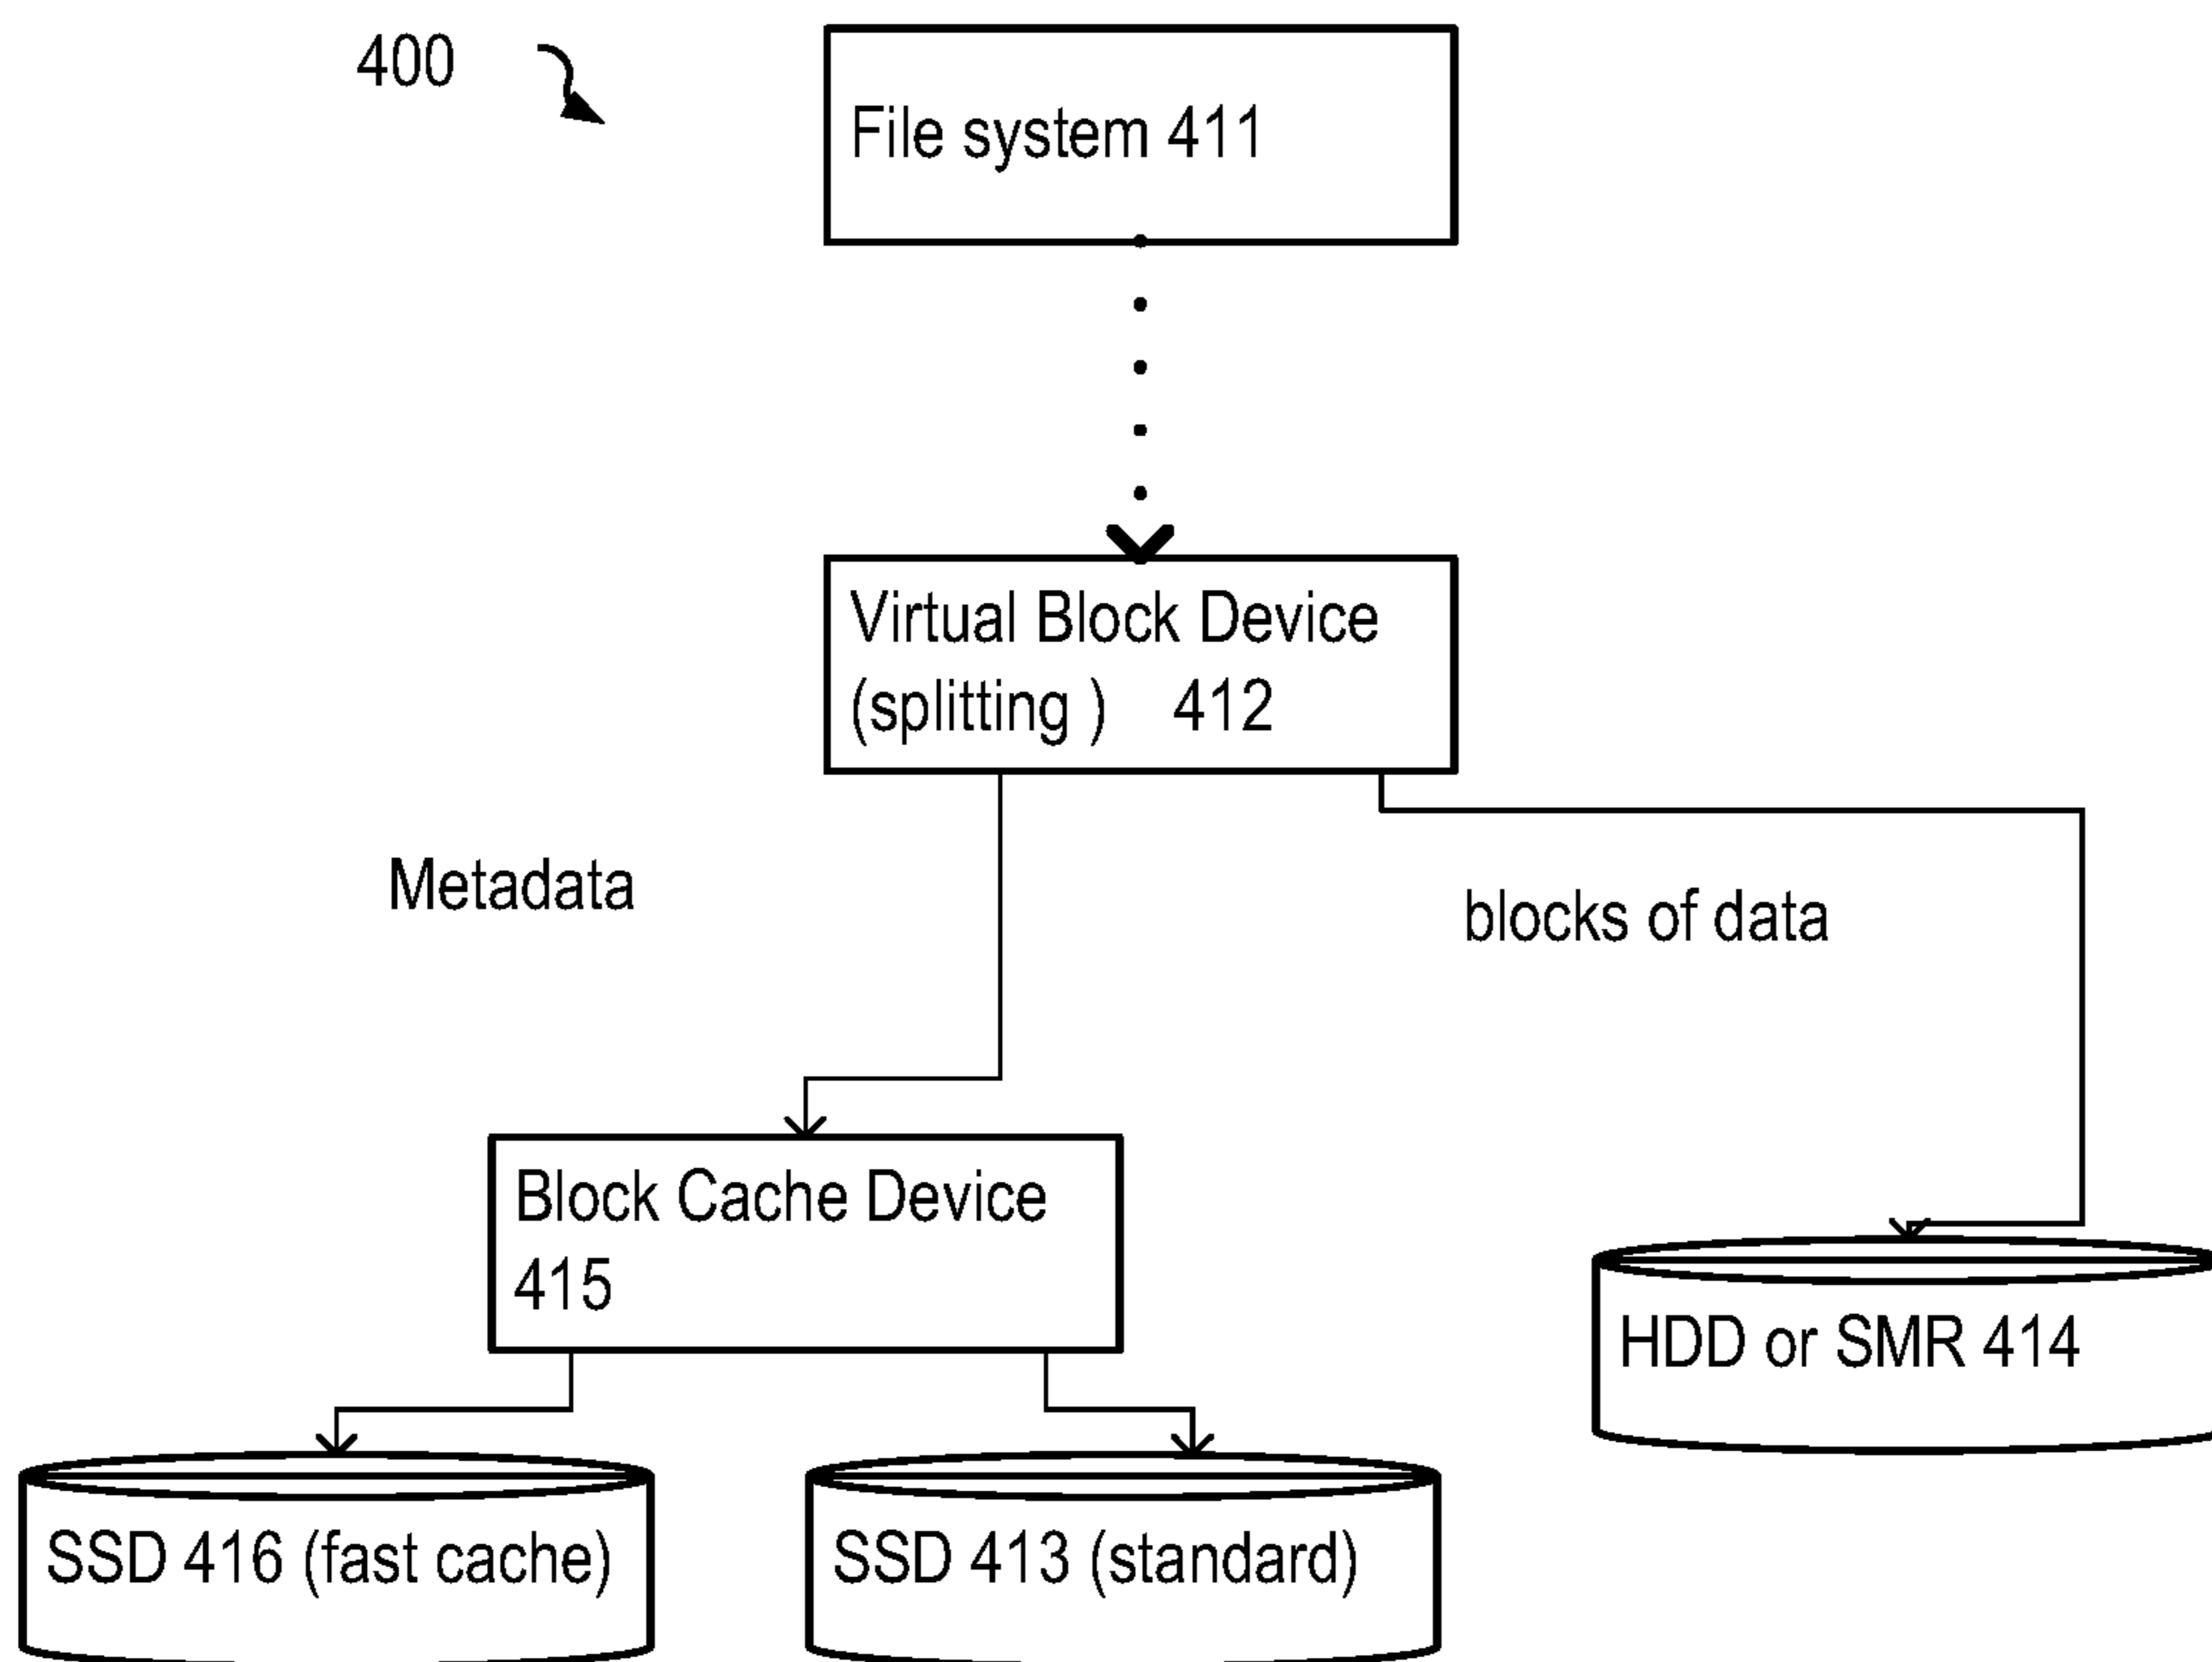 400
File system 411
Virtual Block Device
(splitting ) 412
Metadata
blocks of data
Block Cache Device
415
HDD or SMR 414
SSD 416 (fast cache)
SSD 413 (standard)